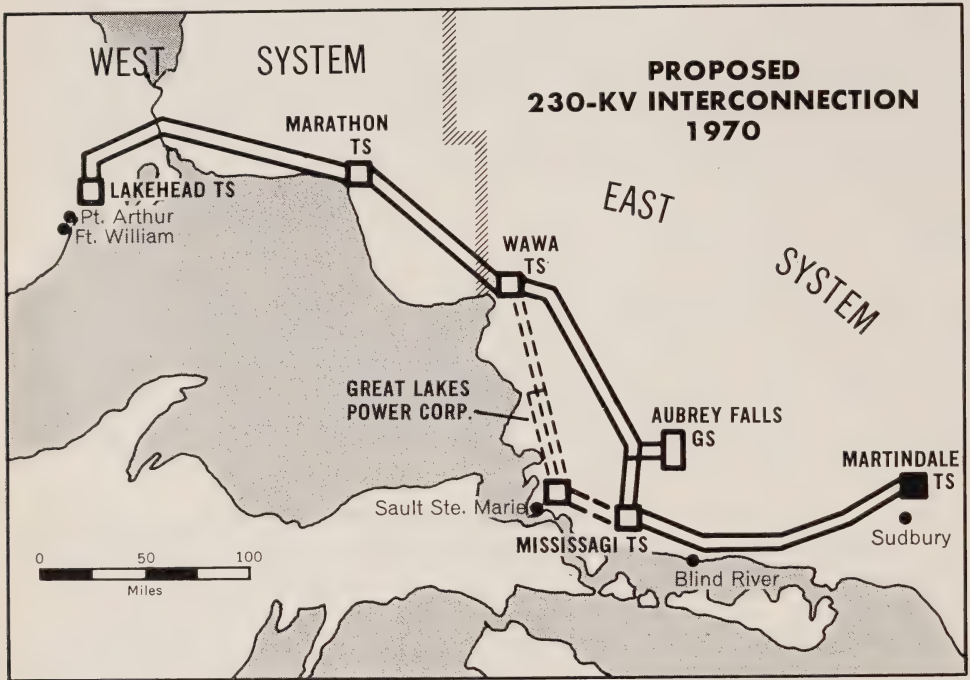 WEST SYSTEM
PROPOSED
230-KV INTERCONNECTION
1970
MARATHON
TS
LAKEHEAD TS
Pt. Arthur
Ft. William
EAST
SYSTEM
WAWA
TS
GREAT LAKES
POWER CORP.
AUBREY FALLS
GS
MARTINDALE
TS
Sault Ste. Marie
Sudbury
MISSISSAGI TS
Blind River
0 50 100
Miles